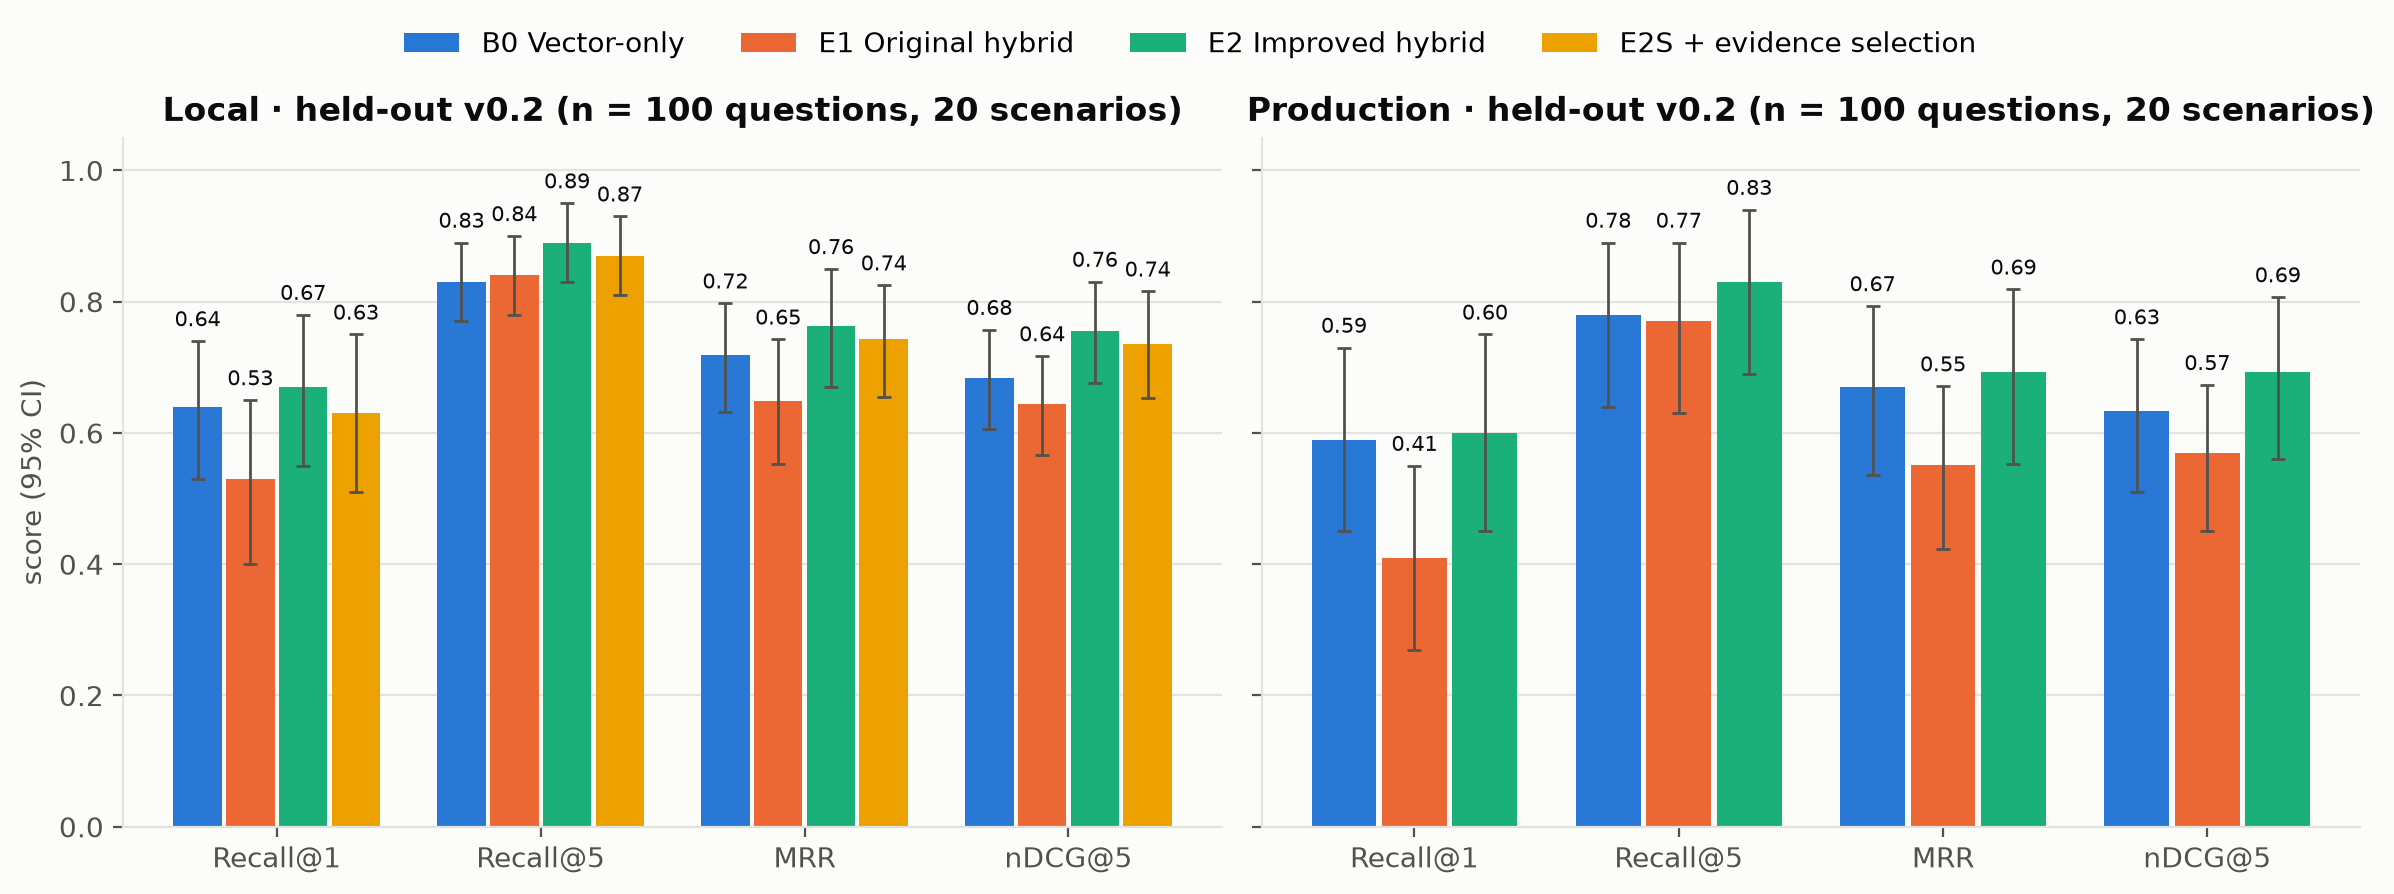 B0 Vector-only E1 Original hybrid E2 Improved hybrid E2S + evidence selection
Local · held-out v0.2 (n = 100 questions, 20 scenarios)
score (95% CI)
1.0
0.8
0.6
0.4
0.2
0.0
0.64 0.53 0.67 0.63
0.83 0.84 0.89 0.87
0.72 0.65 0.76 0.74
0.68 0.64 0.76 0.74
Recall@1 Recall@5 MRR nDCG@5
Production · held-out v0.2 (n = 100 questions, 20 scenarios)
0.59 0.41 0.60
0.78 0.77 0.83
0.67 0.55 0.69
0.63 0.57 0.69
Recall@1 Recall@5 MRR nDCG@5